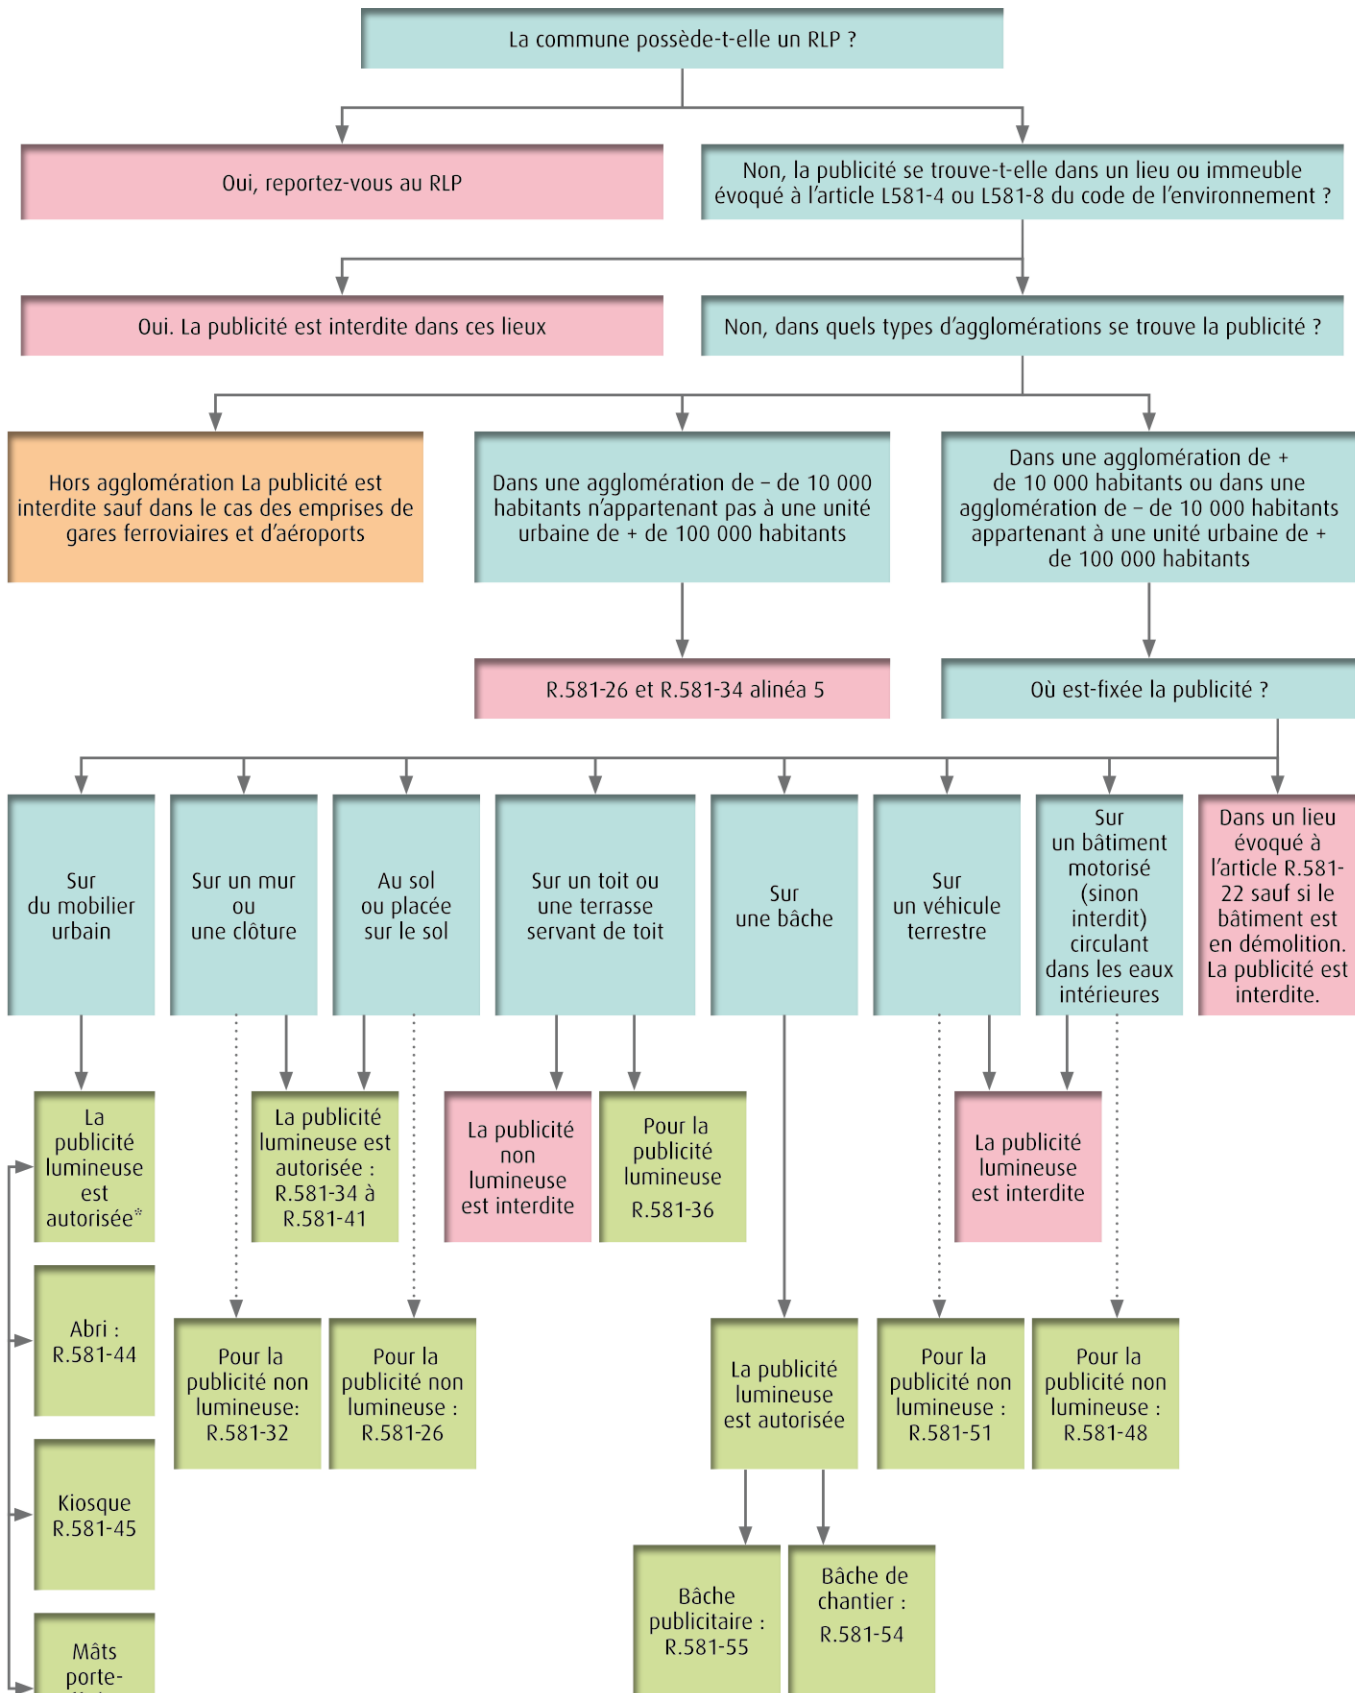 La commune possède-t-elle un RLP ?
Oui, reportez-vous au RLP
Non, la publicité se trouve-t-elle dans un lieu ou immeuble
évoqué à l'article L581-4 ou L581-8 du code de l'environnement ?
Oui. La publicité est interdite dans ces lieux
Non, dans quels types d'agglomérations se trouve la publicité ?
Hors agglomération La publicité est
interdite sauf dans le cas des emprises de
gares ferroviaires et d'aéroports
Dans une agglomération de – de 10 000
habitants n'appartenant pas à une unité
urbaine de + de 100 000 habitants
Dans une agglomération de +
de 10 000 habitants ou dans une
agglomération de – de 10 000 habitants
appartenant à une unité urbaine de +
de 100 000 habitants
R.581-26 et R.581-34 alinéa 5
Où est-fixée la publicité ?
Sur
du mobilier
urbain
Sur un mur
ou
une clôture
Au sol
ou placée
sur le sol
Sur un toit ou
une terrasse
servant de toit
Sur
une bâche
Sur
un véhicule
terrestre
Sur
un bâtiment
motorisé
(sinon
interdit)
circulant
dans les eaux
intérieures
Dans un lieu
évoqué à
l'article R.581-
22 sauf si le
bâtiment est
en démolition.
La publicité est
interdite.
La
publicité
lumineuse
est
autorisée*
La publicité
lumineuse est
autorisée :
R.581-34 à
R.581-41
La publicité
non
lumineuse
est interdite
Pour la
publicité
lumineuse
R.581-36
La publicité
lumineuse
est interdite
Abri :
R.581-44
Pour la
publicité non
lumineuse:
R.581-32
Pour la
publicité non
lumineuse :
R.581-26
La publicité
lumineuse
est autorisée
Pour la
publicité non
lumineuse :
R.581-51
Pour la
publicité non
lumineuse :
R.581-48
Kiosque
R.581-45
Bâche
publicitaire :
R.581-55
Bâche de
chantier :
R.581-54
Mâts
porte-